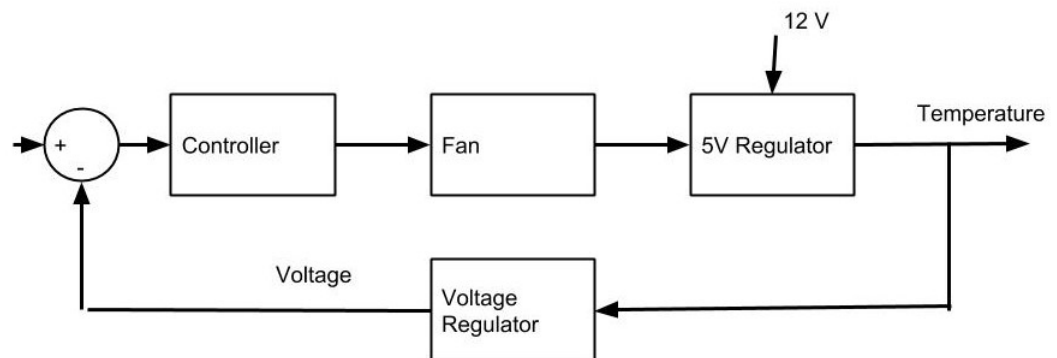 12 V
Temperature
+
-
Controller
Fan
5V Regulator
Voltage
Voltage
Regulator